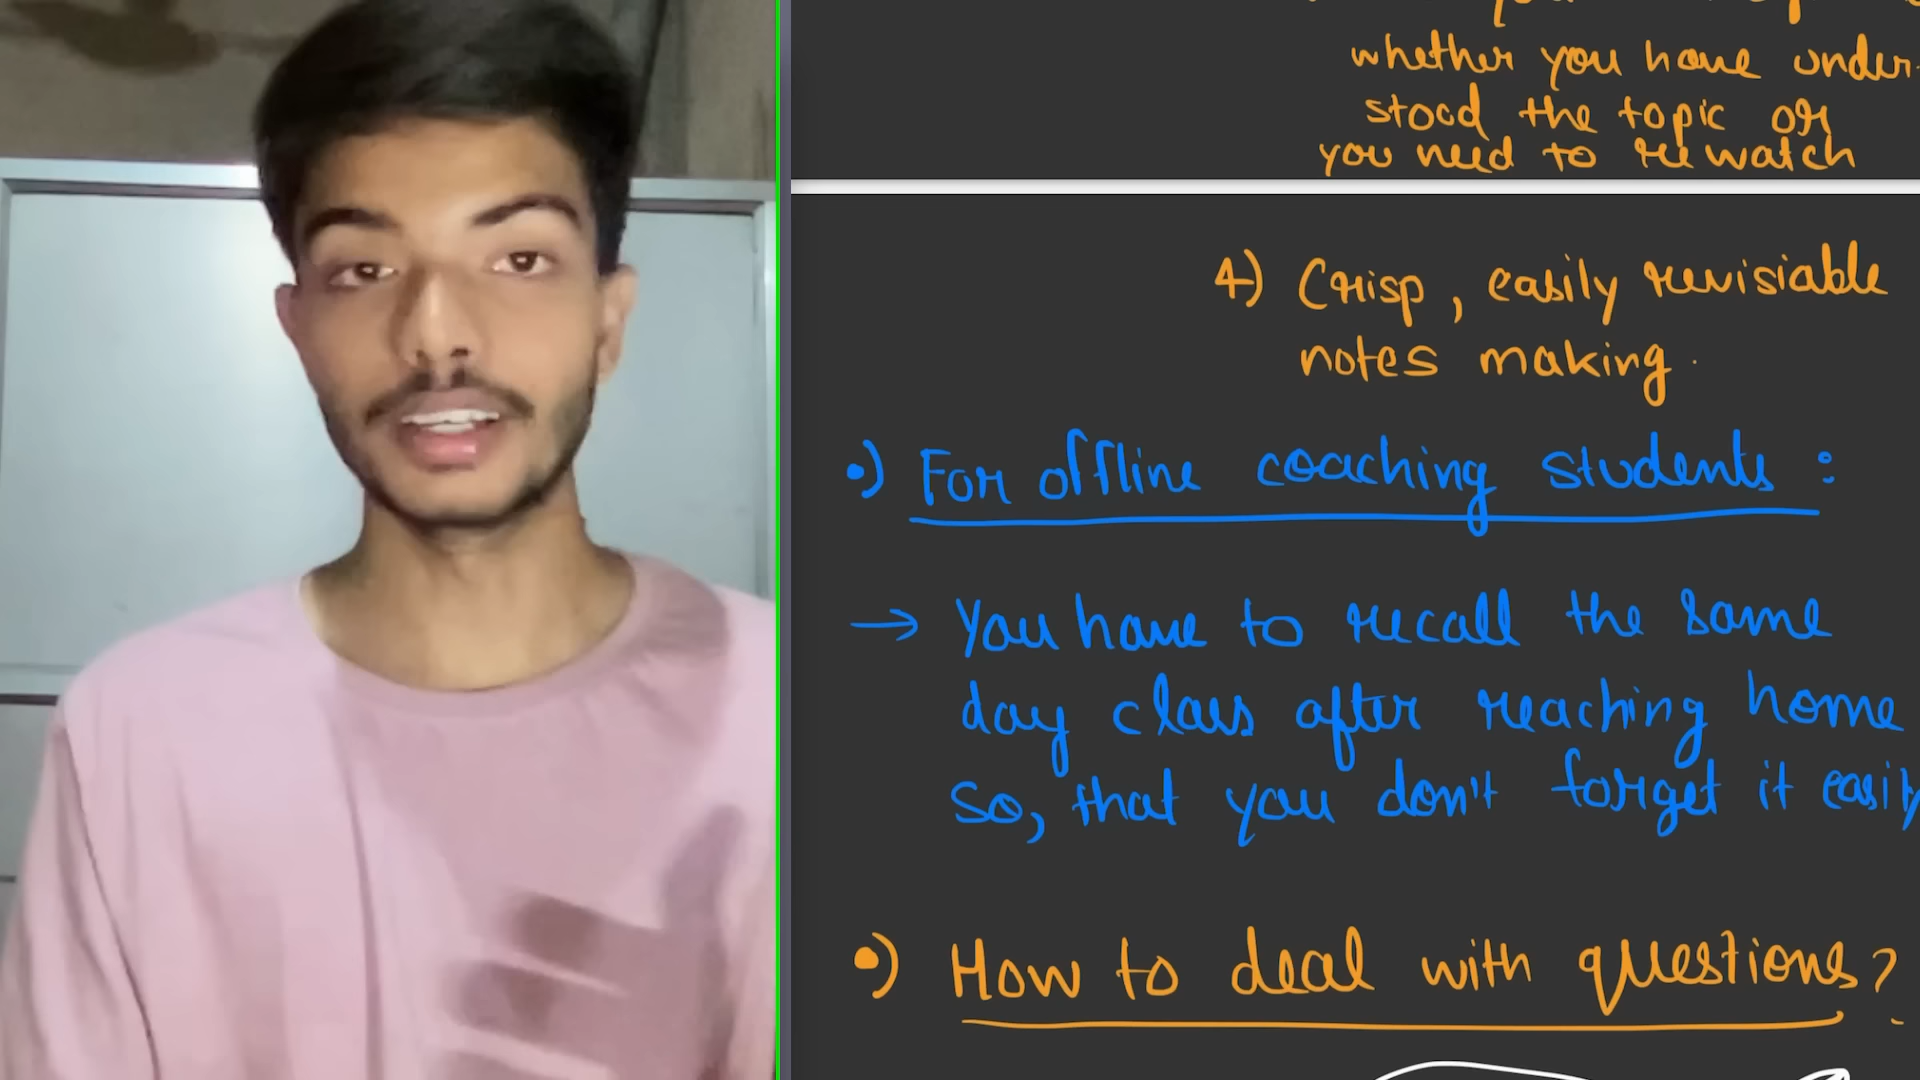 whether you have under-
stood the topic or
you need to rewatch
4) Crisp, easily revisiable
notes making.
•) For offline coaching students :
→ You have to recall the same
day class after reaching home
so, that you don't forget it easily
•) How to deal with questions?